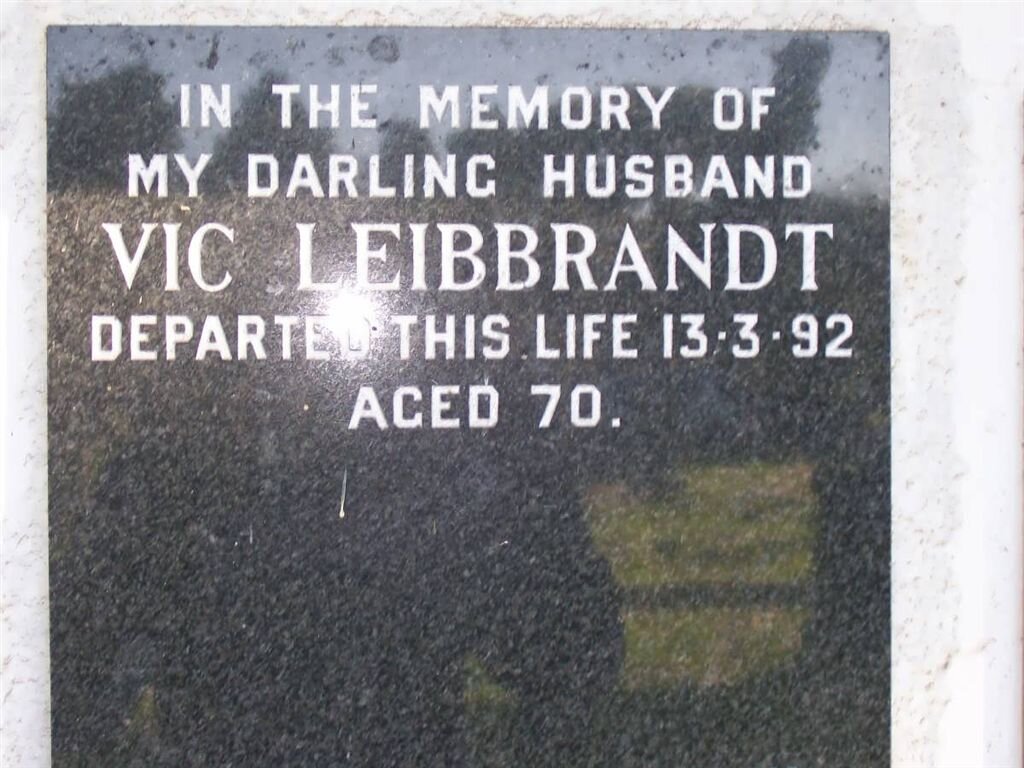 IN THE MEMORY OF
MY DARLING HUSBAND
VIC LEIBBRANDT
DEPARTED THIS LIFE 13·3·92
AGED 70.